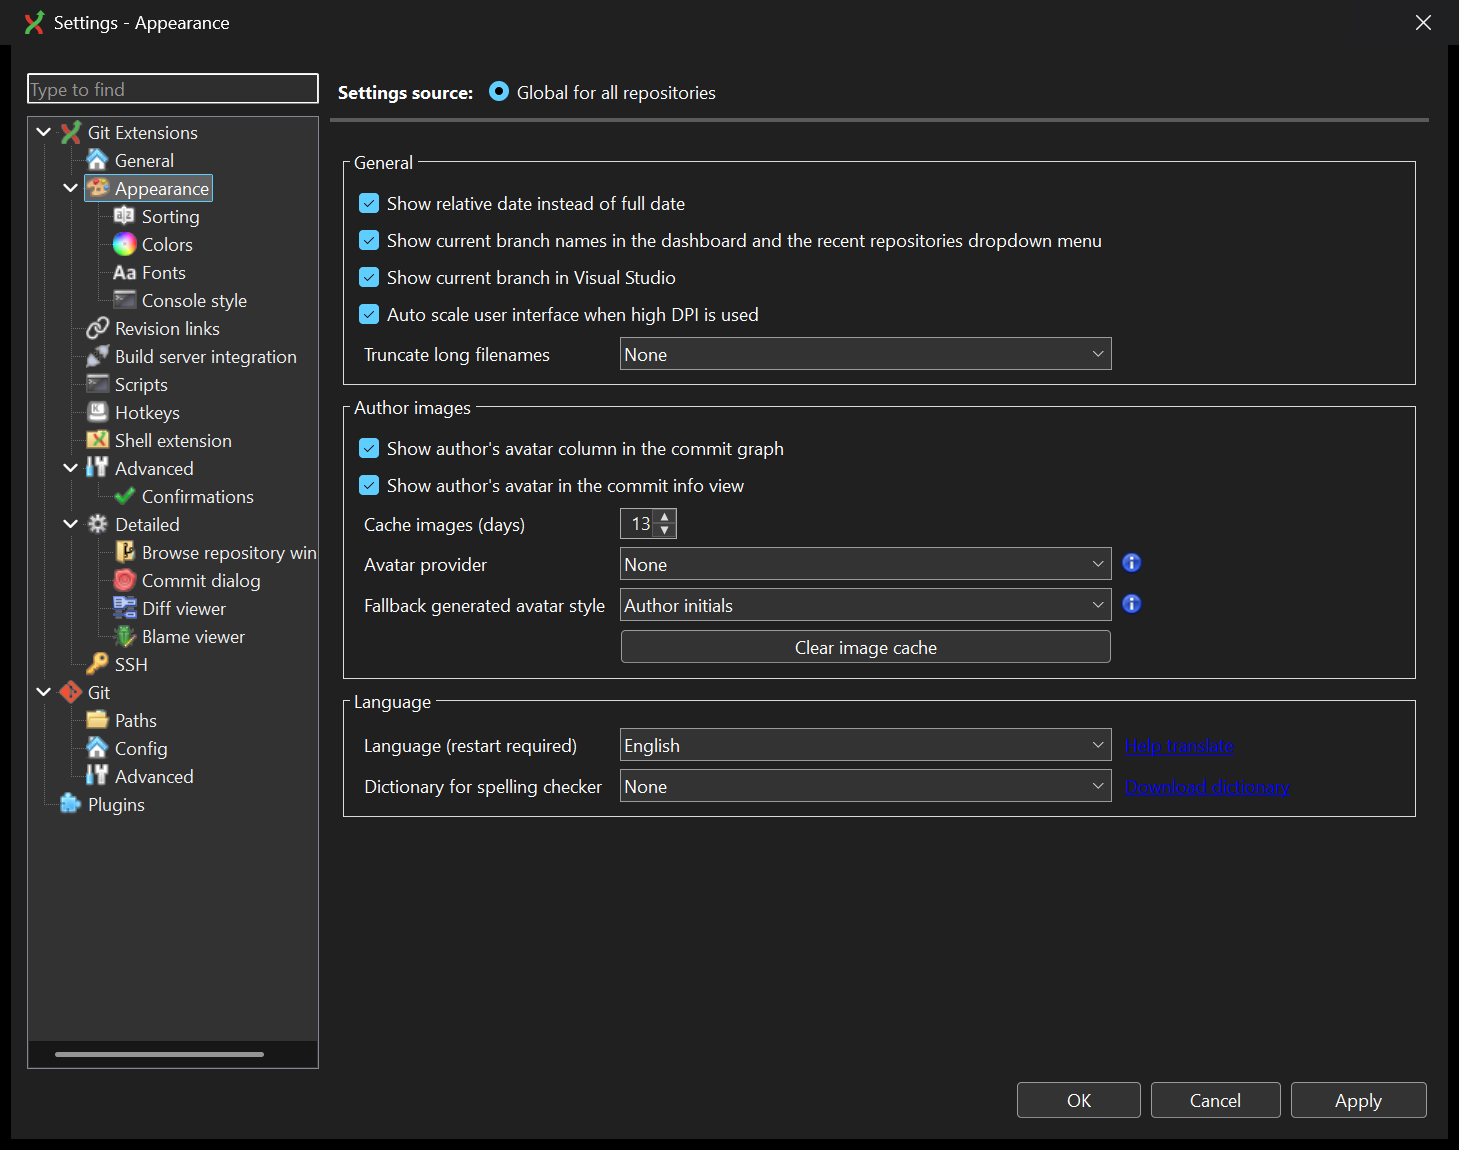 Settings - Appearance
Type to find
Git Extensions
General
Appearance
Sorting
Colors
Aa Fonts
Console style
Revision links
Build server integration
Scripts
Hotkeys
Shell extension
Advanced
Confirmations
Detailed
Browse repository win
Commit dialog
Diff viewer
Blame viewer
SSH
Git
Paths
Config
Advanced
Plugins
Settings source: Global for all repositories
General
Show relative date instead of full date
Show current branch names in the dashboard and the recent repositories dropdown menu
Show current branch in Visual Studio
Auto scale user interface when high DPI is used
Truncate long filenames None
Author images
Show author's avatar column in the commit graph
Show author's avatar in the commit info view
Cache images (days) 13
Avatar provider None
Fallback generated avatar style Author initials
Clear image cache
Language
Language (restart required) English Help translate
Dictionary for spelling checker None Download dictionary
OK Cancel Apply